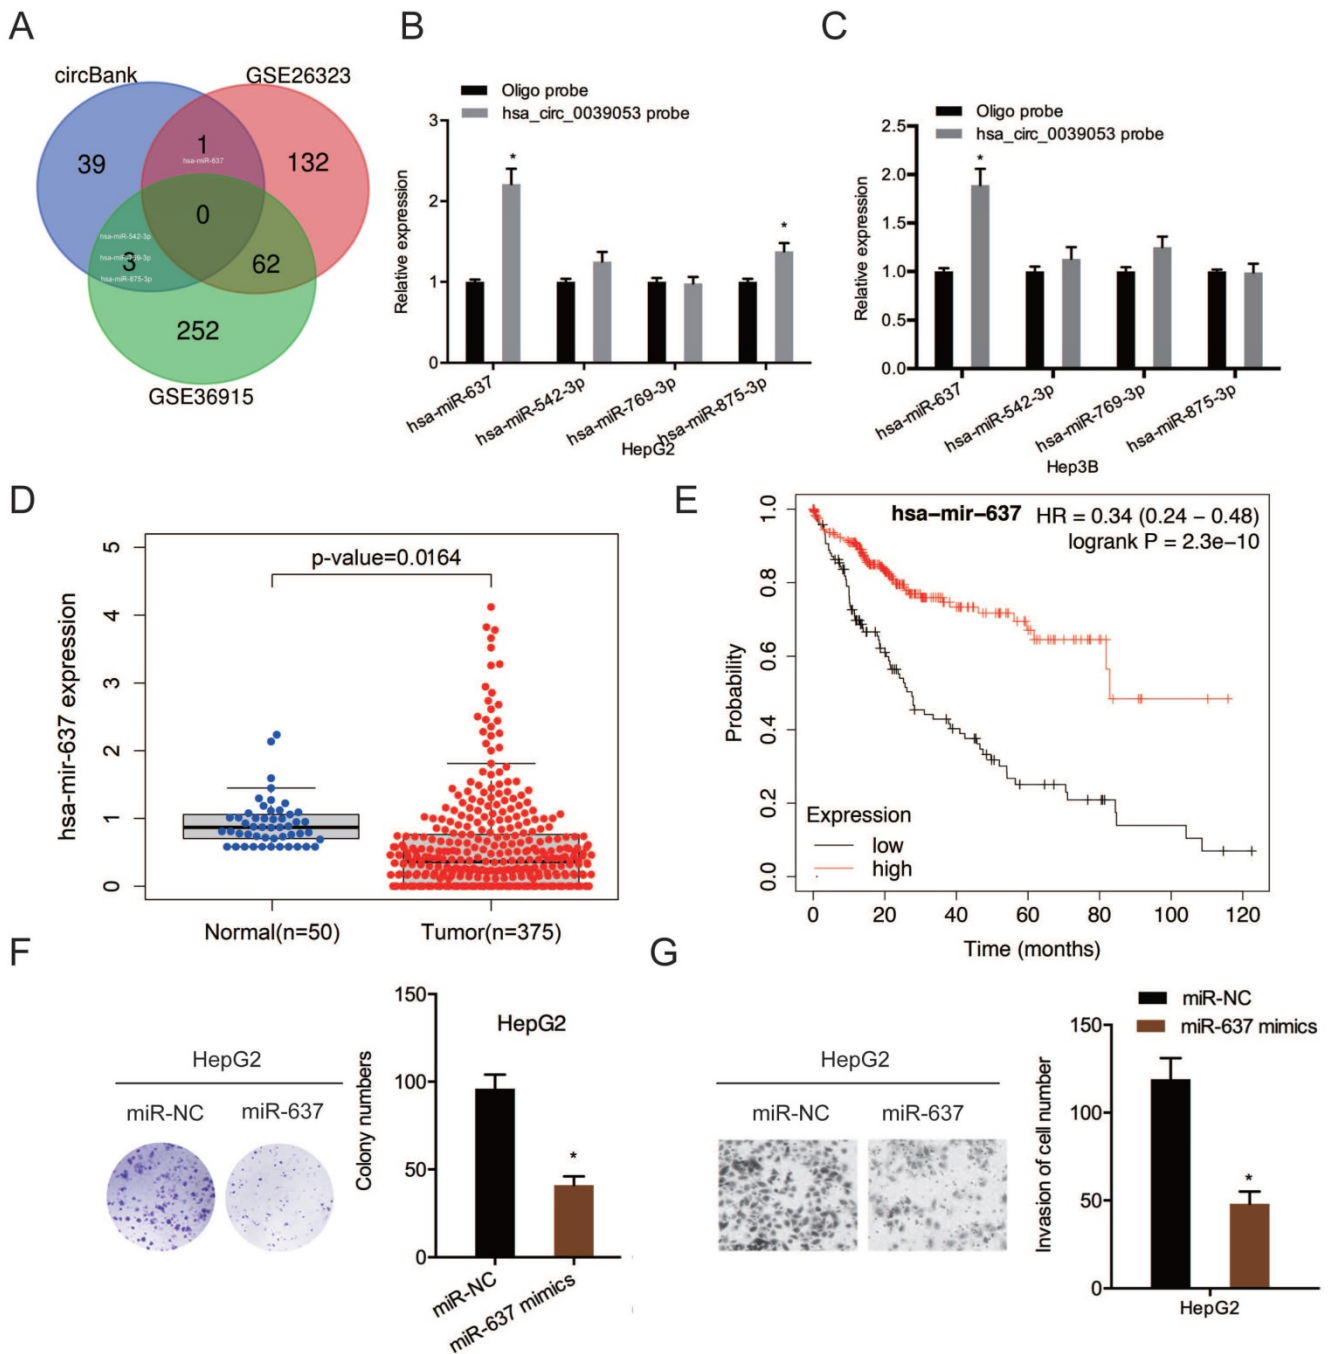 A
circBank
GSE26323
39
1
hsa-miR-637
132
0
hsa-miR-542-3p
3
hsa-miR-875-3p
62
252
GSE36915
B
Oligo probe
hsa_circ_0039053 probe
Relative expression
3
2
1
0
*
*
hsa-miR-637
hsa-miR-542-3p
hsa-miR-769-3p
hsa-miR-875-3p
HepG2
C
Oligo probe
hsa_circ_0039053 probe
Relative expression
2.5
2.0
1.5
1.0
0.5
0.0
*
hsa-miR-637
hsa-miR-542-3p
hsa-miR-769-3p
hsa-miR-875-3p
Hep3B
D
hsa-mir-637 expression
5
4
3
2
1
0
p-value=0.0164
Normal(n=50)
Tumor(n=375)
E
Probability
1.0
0.8
0.6
0.4
0.2
0.0
hsa-mir-637
HR = 0.34 (0.24 – 0.48)
logrank P = 2.3e-10
Expression
low
high
0 20 40 60 80 100 120
Time (months)
F
HepG2
miR-NC miR-637
Colony numbers
150
100
50
0
HepG2
*
miR-NC
miR-637 mimics
G
HepG2
miR-NC miR-637
miR-NC
miR-637 mimics
Invasion of cell number
150
100
50
0
*
HepG2